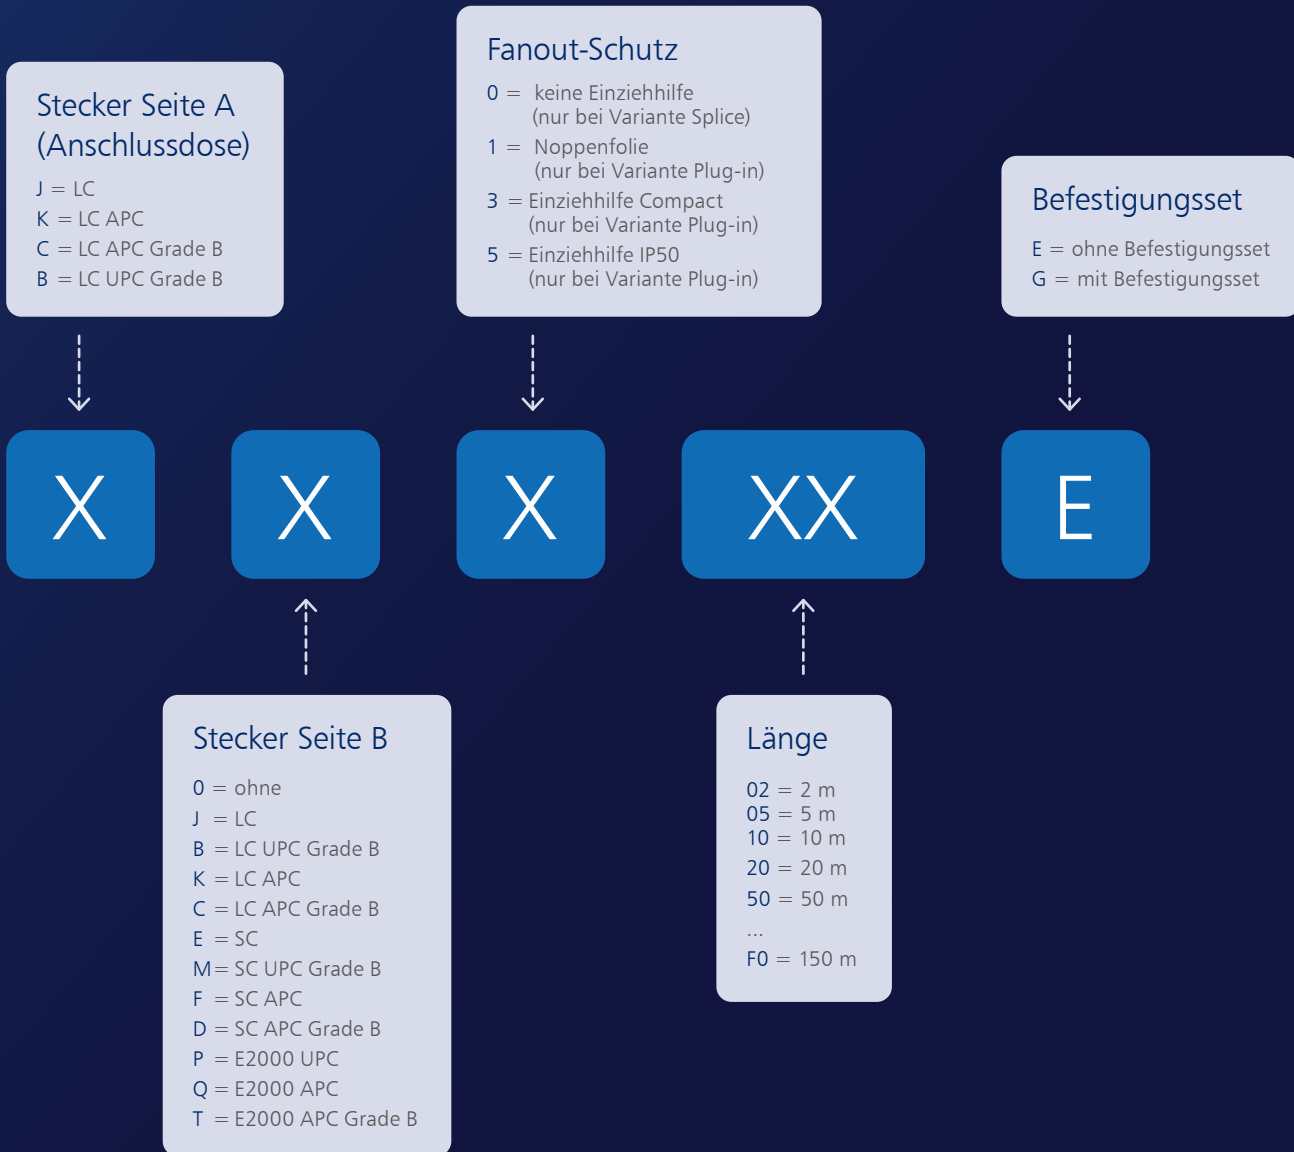 Fanout-Schutz
0 = keine Einziehhilfe
(nur bei Variante Splice)
1 = Noppenfolie
(nur bei Variante Plug-in)
3 = Einziehhilfe Compact
(nur bei Variante Plug-in)
5 = Einziehhilfe IP50
(nur bei Variante Plug-in)
Stecker Seite A
(Anschlussdose)
J = LC
K = LC APC
C = LC APC Grade B
B = LC UPC Grade B
Befestigungsset
E = ohne Befestigungsset
G = mit Befestigungsset
X X X XX E
Stecker Seite B
0 = ohne
J = LC
B = LC UPC Grade B
K = LC APC
C = LC APC Grade B
E = SC
M= SC UPC Grade B
F = SC APC
D = SC APC Grade B
P = E2000 UPC
Q = E2000 APC
T = E2000 APC Grade B
Länge
02 = 2 m
05 = 5 m
10 = 10 m
20 = 20 m
50 = 50 m
...
F0 = 150 m